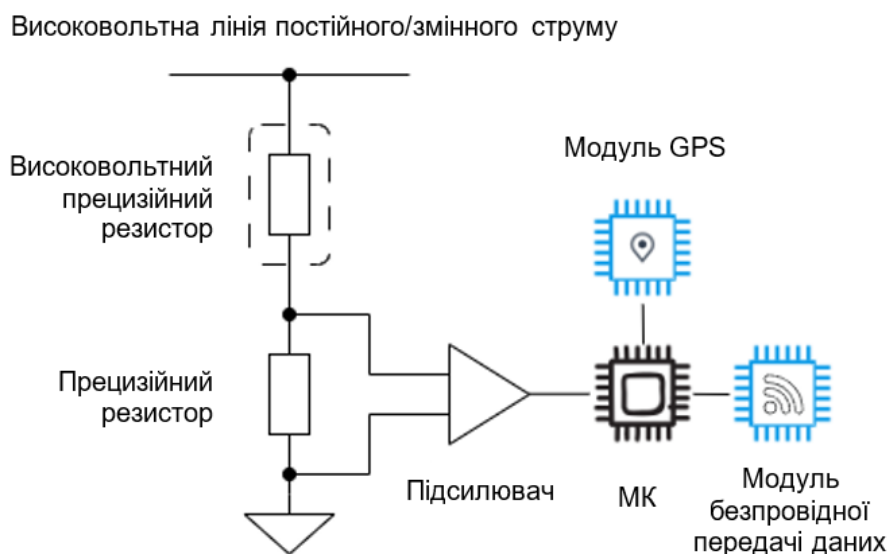 Високовольтна лінія постійного/змінного струму
Високовольтний
прецизійний
резистор
Модуль GPS
Прецизійний
резистор
Підсилювач
МК
Модуль
безпровідної
передачі даних